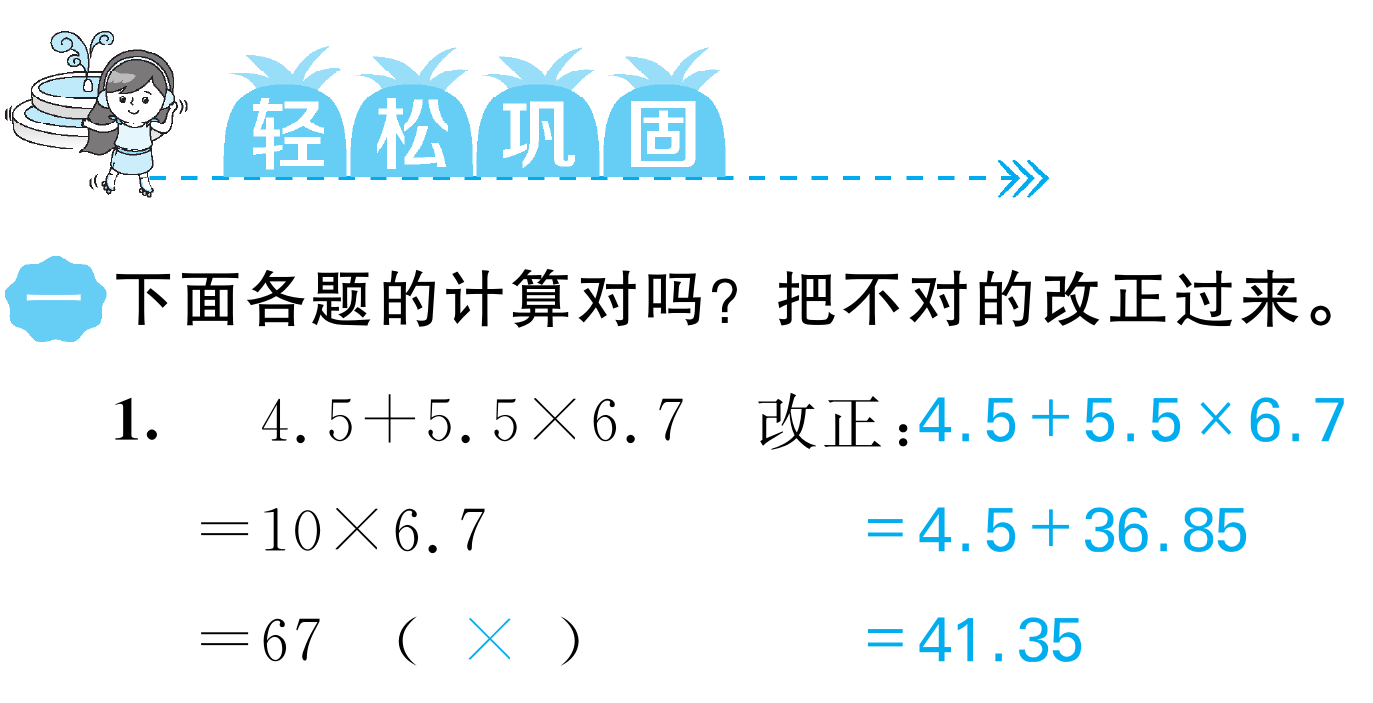 轻松巩固
一 下面各题的计算对吗？把不对的改正过来。
1. 4.5+5.5×6.7 改正:4.5+5.5×6.7
=10×6.7 =4.5+36.85
=67 ( × ) =41.35